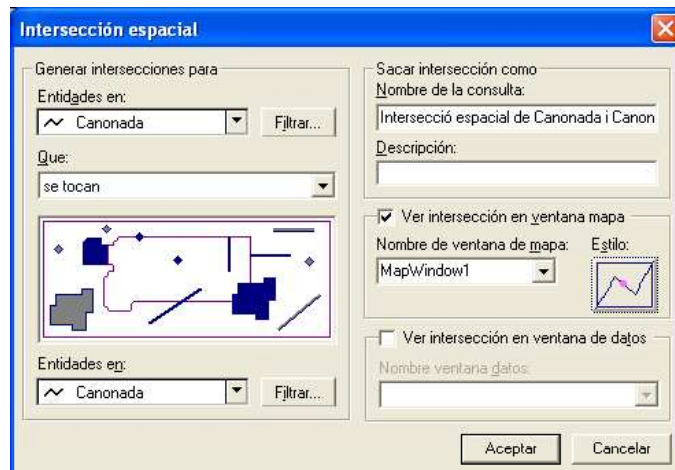 Intersección espacial
Generar intersecciones para
Entidades en:
Canonada
Filtrar...
Que:
se tocan
Entidades en:
Canonada
Filtrar...
Sacar intersección como
Nombre de la consulta:
Intersecció espacial de Canonada i Canon
Descripción:
Ver intersección en ventana mapa
Nombre de ventana de mapa:
Estilo:
MapWindow1
Ver intersección en ventana de datos
Nombre ventana datos:
Aceptar
Cancelar